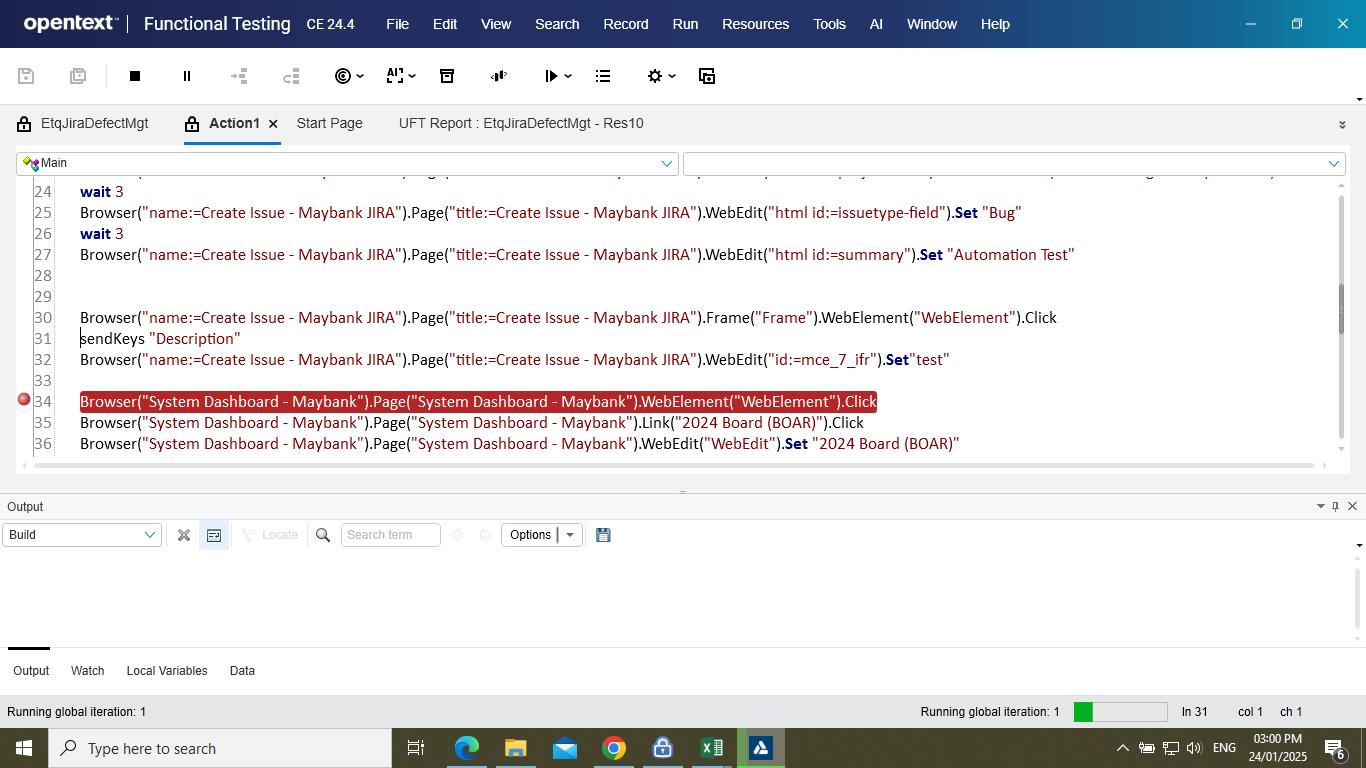 opentext™ | Functional Testing CE 24.4 File Edit View Search Record Run Resources Tools AI Window Help
EtqJiraDefectMgt Action1 Start Page UFT Report : EtqJiraDefectMgt - Res10
Main
24 wait 3
25 Browser("name:=Create Issue - Maybank JIRA").Page("title:=Create Issue - Maybank JIRA").WebEdit("html id:=issuetype-field").Set "Bug"
26 wait 3
27 Browser("name:=Create Issue - Maybank JIRA").Page("title:=Create Issue - Maybank JIRA").WebEdit("html id:=summary").Set "Automation Test"
28
29
30 Browser("name:=Create Issue - Maybank JIRA").Page("title:=Create Issue - Maybank JIRA").Frame("Frame").WebElement("WebElement").Click
31 sendKeys "Description"
32 Browser("name:=Create Issue - Maybank JIRA").Page("title:=Create Issue - Maybank JIRA").WebEdit("id:=mce_7_ifr").Set"test"
33
34 Browser("System Dashboard - Maybank").Page("System Dashboard - Maybank").WebElement("WebElement").Click
35 Browser("System Dashboard - Maybank").Page("System Dashboard - Maybank").Link("2024 Board (BOAR)").Click
36 Browser("System Dashboard - Maybank").Page("System Dashboard - Maybank").WebEdit("WebEdit").Set "2024 Board (BOAR)"
Output
Build Locate Search term Options
Output Watch Local Variables Data
Running global iteration: 1 Running global iteration: 1 ln 31 col 1 ch 1
Type here to search ENG 03:00 PM
24/01/2025 6